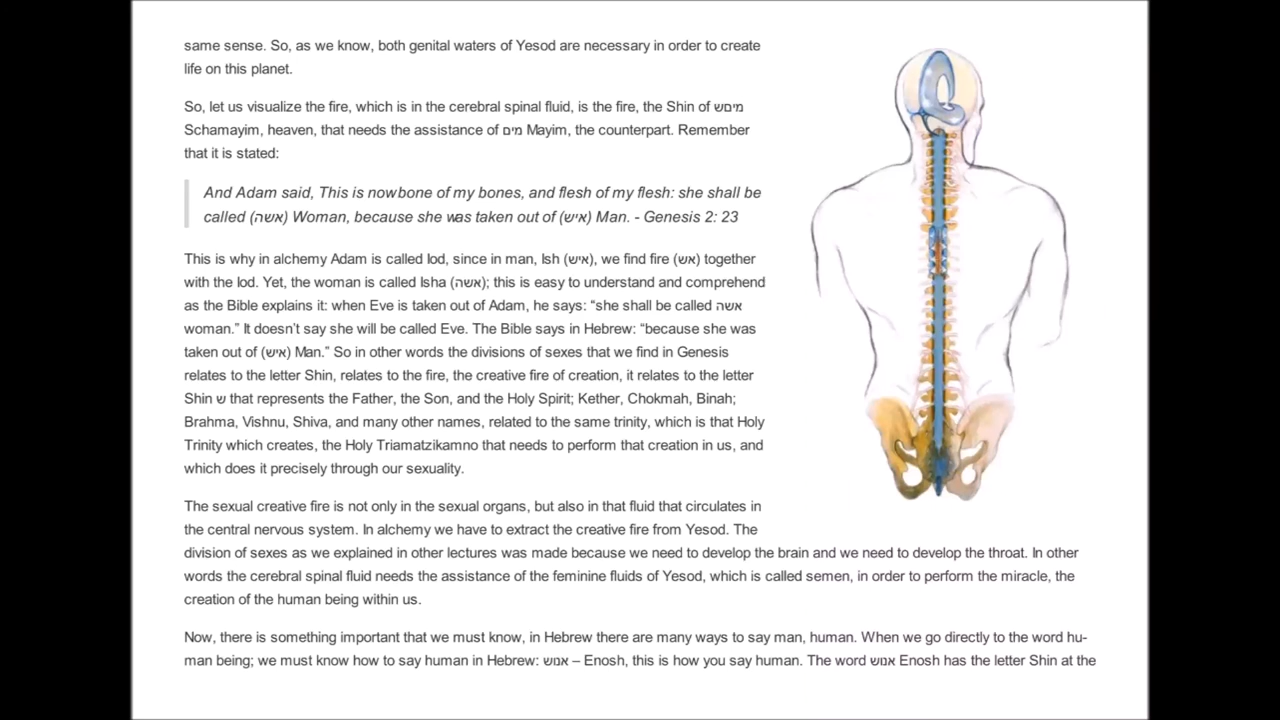 same sense. So, as we know, both genital waters of Yesod are necessary in order to create
life on this planet.
So, let us visualize the fire, which is in the cerebral spinal fluid, is the fire, the Shin of מיםש
Schamayim, heaven, that needs the assistance of מים Mayim, the counterpart. Remember
that it is stated:
And Adam said, This is now bone of my bones, and flesh of my flesh: she shall be
called (אשה) Woman, because she was taken out of (איש) Man. - Genesis 2: 23
This is why in alchemy Adam is called Iod, since in man, Ish (איש), we find fire (אש) together
with the Iod. Yet, the woman is called Isha (אשה); this is easy to understand and comprehend
as the Bible explains it: when Eve is taken out of Adam, he says: “she shall be called אשה
woman.” It doesn’t say she will be called Eve. The Bible says in Hebrew: “because she was
taken out of (איש) Man.” So in other words the divisions of sexes that we find in Genesis
relates to the letter Shin, relates to the fire, the creative fire of creation, it relates to the letter
Shin ש that represents the Father, the Son, and the Holy Spirit; Kether, Chokmah, Binah;
Brahma, Vishnu, Shiva, and many other names, related to the same trinity, which is that Holy
Trinity which creates, the Holy Triamatzikamno that needs to perform that creation in us, and
which does it precisely through our sexuality.
The sexual creative fire is not only in the sexual organs, but also in that fluid that circulates in
the central nervous system. In alchemy we have to extract the creative fire from Yesod. The
division of sexes as we explained in other lectures was made because we need to develop the brain and we need to develop the throat. In other
words the cerebral spinal fluid needs the assistance of the feminine fluids of Yesod, which is called semen, in order to perform the miracle, the
creation of the human being within us.
Now, there is something important that we must know, in Hebrew there are many ways to say man, human. When we go directly to the word hu-
man being; we must know how to say human in Hebrew: אנוש – Enosh, this is how you say human. The word אנוש Enosh has the letter Shin at the